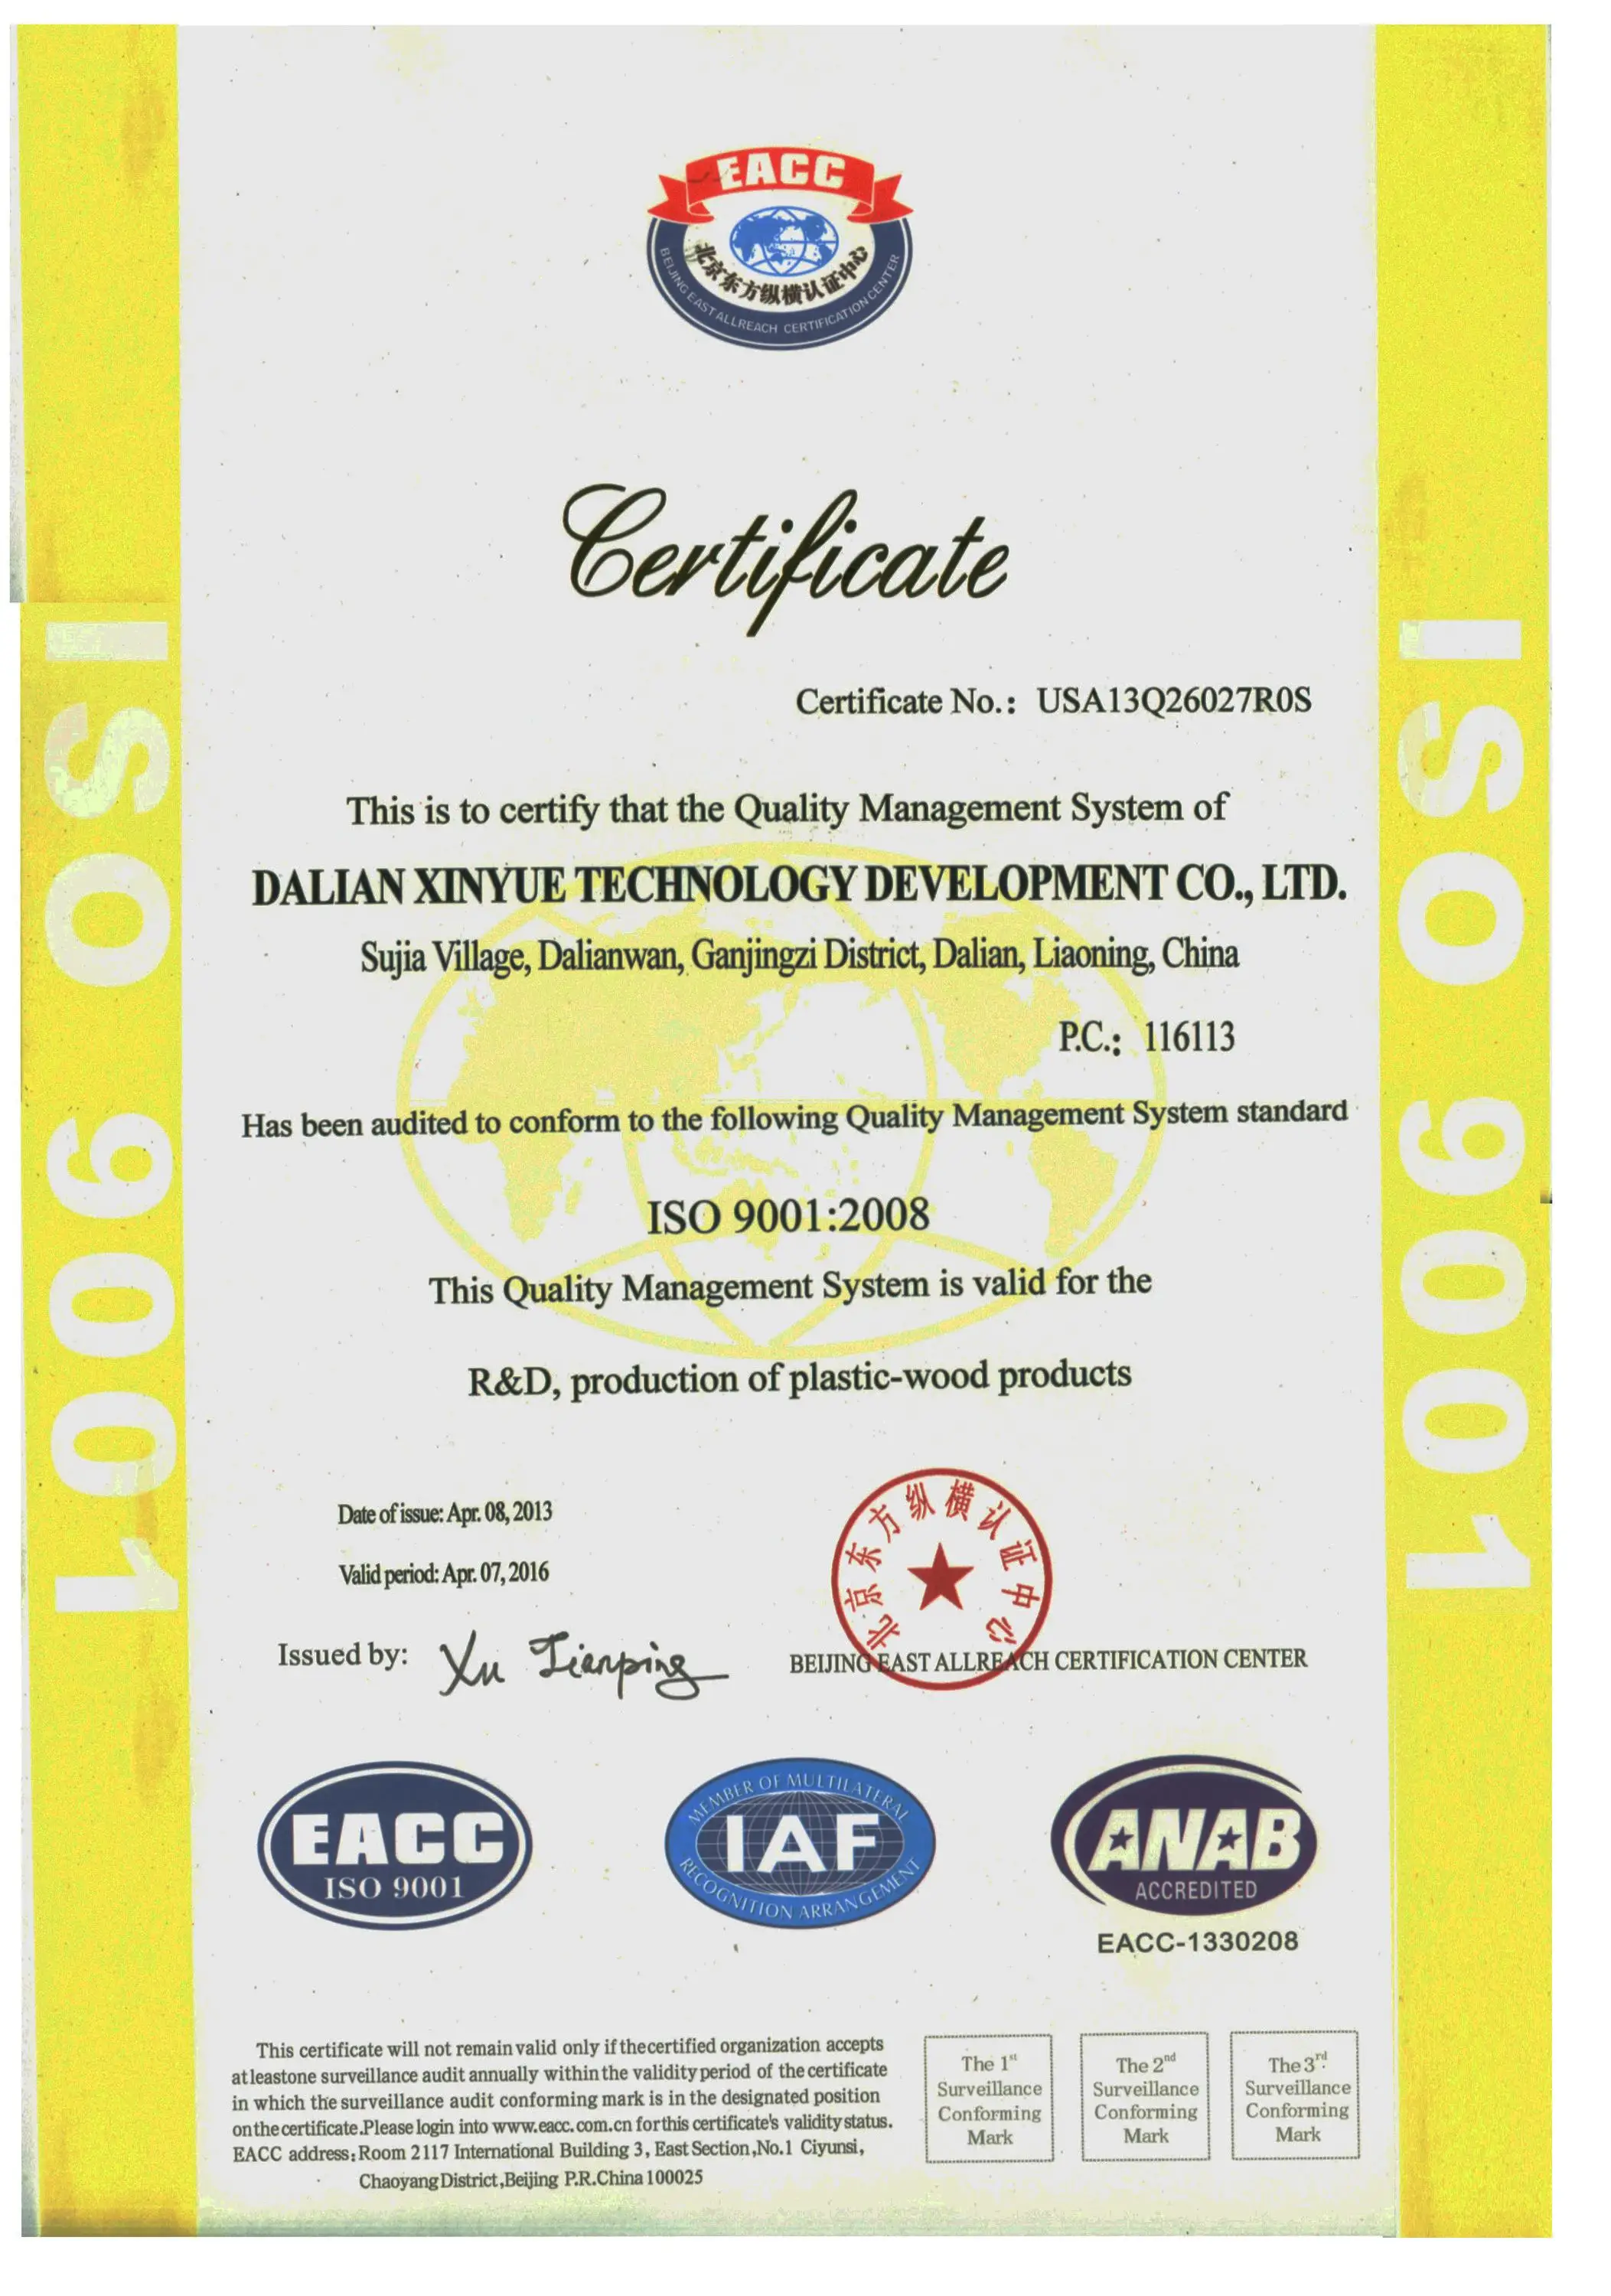 EACC
北京东方纵横认证中心
BEIJING EAST ALLREACH CERTIFICATION CENTER
Certificate
Certificate No.: USA13Q26027R0S
This is to certify that the Quality Management System of
DALIAN XINYUE TECHNOLOGY DEVELOPMENT CO., LTD.
Sujia Village, Dalianwan, Ganjingzi District, Dalian, Liaoning, China
P.C.: 116113
Has been audited to conform to the following Quality Management System standard
ISO 9001:2008
This Quality Management System is valid for the
R&D, production of plastic-wood products
Date of issue: Apr. 08, 2013
Valid period: Apr. 07, 2016
Issued by: Xu Tianping
北京东方纵横认证中心
BEIJING EAST ALLREACH CERTIFICATION CENTER
EACC
ISO 9001
MEMBER OF MULTILATERAL
IAF
RECOGNITION ARRANGEMENT
ANAB
ACCREDITED
EACC-1330208
This certificate will not remain valid only if the certified organization accepts
at leastone surveillance audit annually within the validity period of the certificate
in which the surveillance audit conforming mark is in the designated position
on the certificate.Please login into www.eacc.com.cn for this certificate's validity status.
EACC address: Room 2117 International Building 3, East Section, No.1 Ciyunsi,
Chaoyang District, Beijing P.R.China 100025
The 1st
Surveillance
Conforming
Mark
The 2nd
Surveillance
Conforming
Mark
The 3rd
Surveillance
Conforming
Mark
ISO 9001
ISO 9001